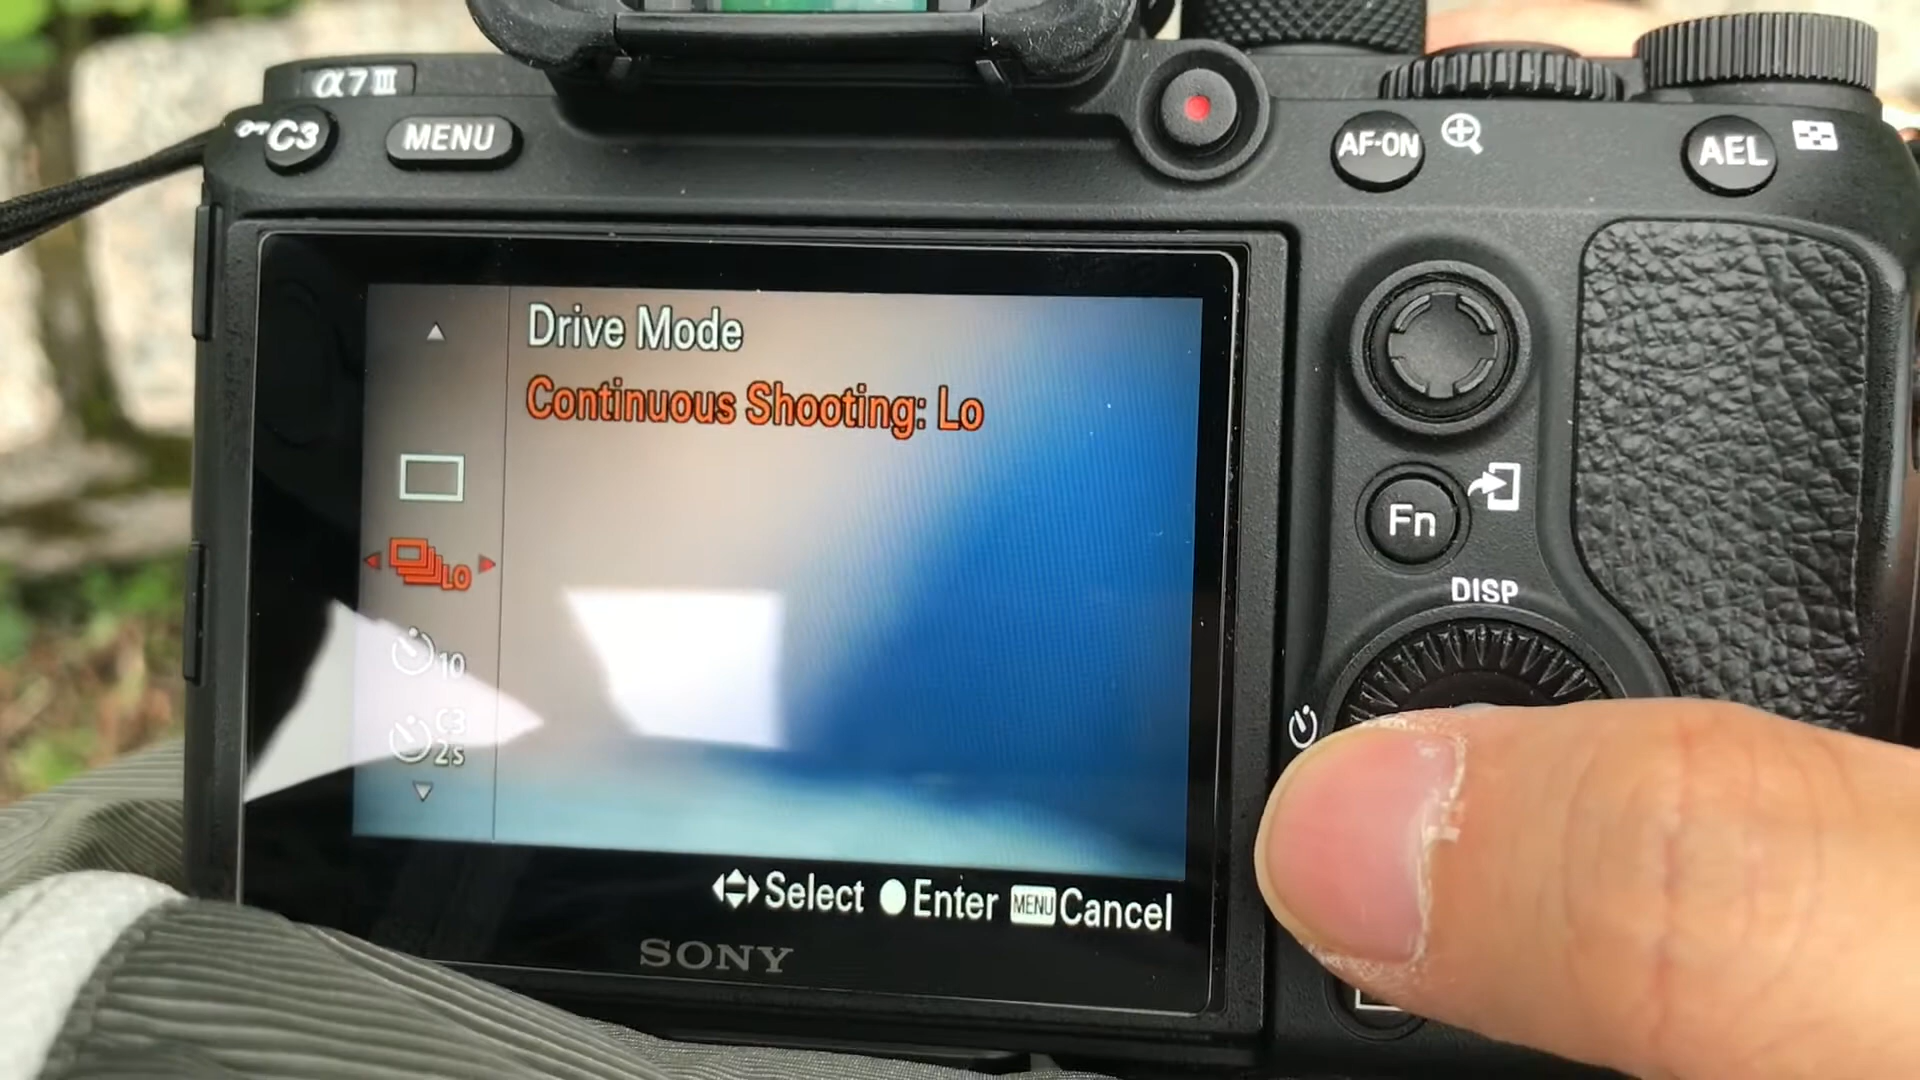 α7III
C3
MENU
AF-ON
AEL
Drive Mode
Continuous Shooting: Lo
LO
10
C3
2s
Fn
DISP
Select Enter MENU Cancel
SONY